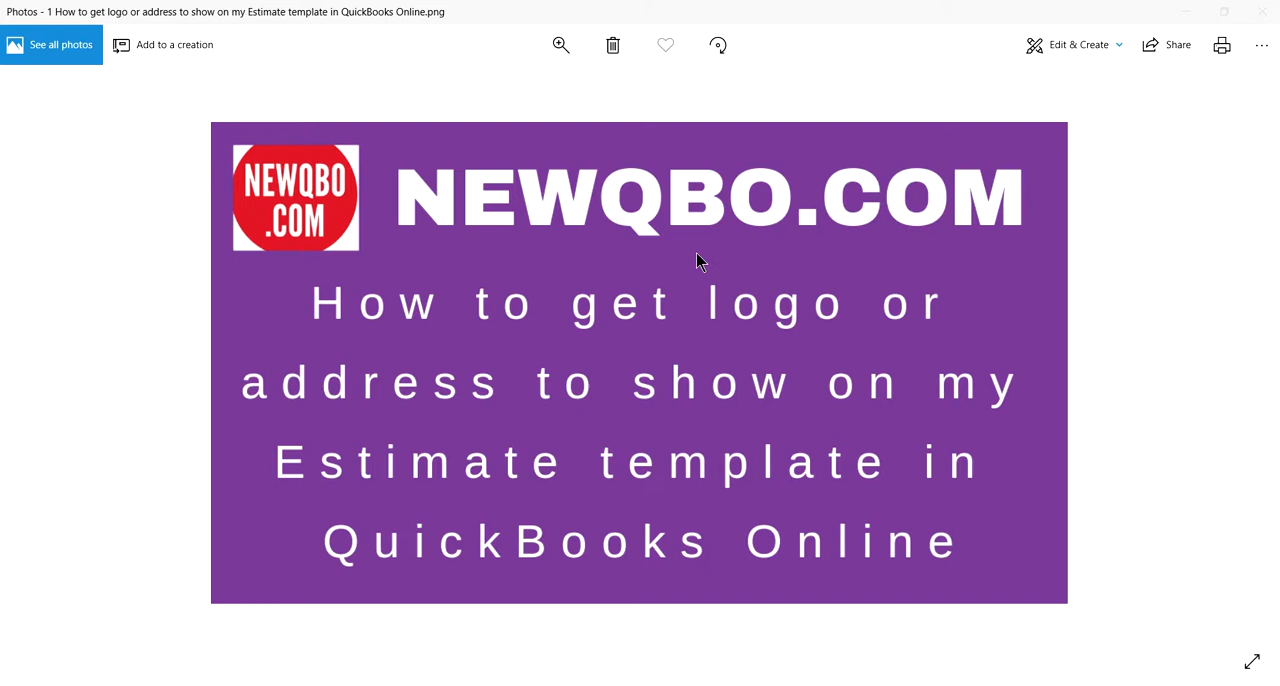 Photos - 1 How to get logo or address to show on my Estimate template in QuickBooks Online.png
See all photos
Add to a creation
Edit & Create
Share
NEWQBO
.COM
NEWQBO.COM
How to get logo or
address to show on my
Estimate template in
QuickBooks Online